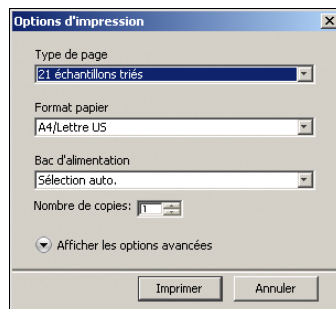 Options d'impression
Type de page
21 échantillons triés
Format papier
A4/Lettre US
Bac d'alimentation
Sélection auto.
Nombre de copies: 1
Afficher les options avancées
Imprimer Annuler